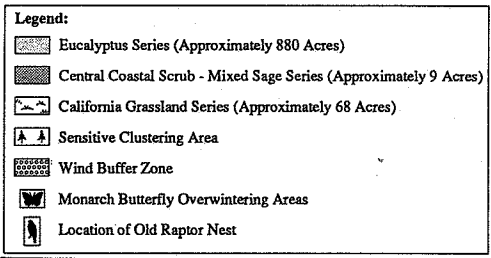 Legend:
Eucalyptus Series (Approximately 880 Acres)
Central Coastal Scrub - Mixed Sage Series (Approximately 9 Acres)
California Grassland Series (Approximately 68 Acres)
Sensitive Clustering Area
Wind Buffer Zone
Monarch Butterfly Overwintering Areas
Location of Old Raptor Nest